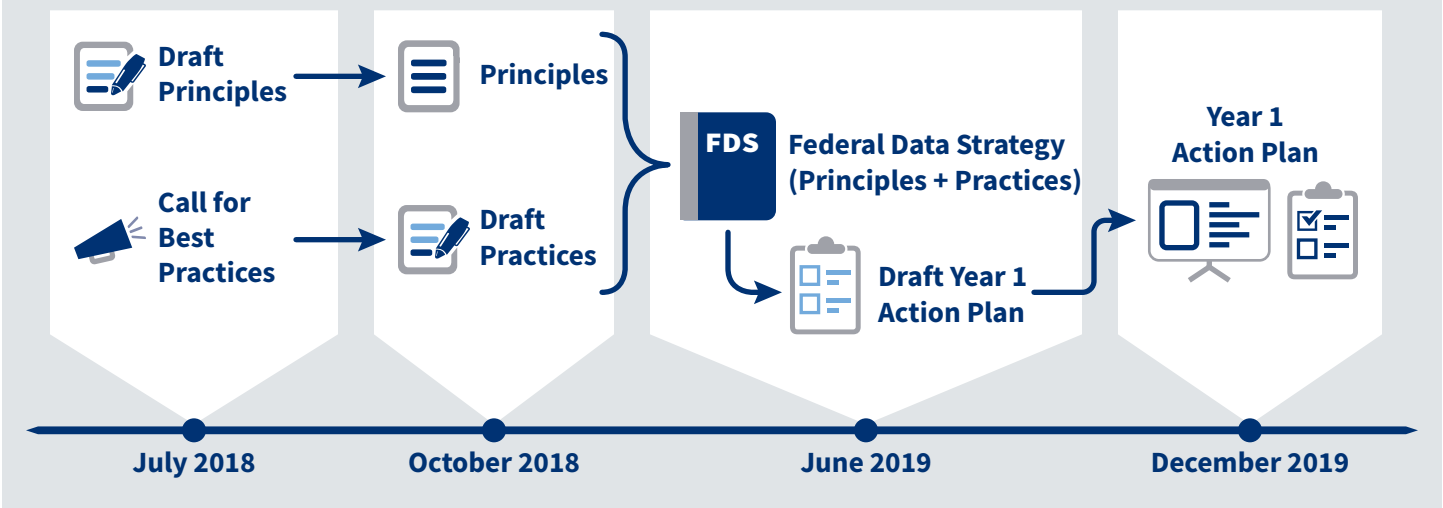 Draft
Principles
Call for
Best
Practices
Principles
Draft
Practices
FDS
Federal Data Strategy
(Principles + Practices)
Draft Year 1
Action Plan
Year 1
Action Plan
July 2018
October 2018
June 2019
December 2019